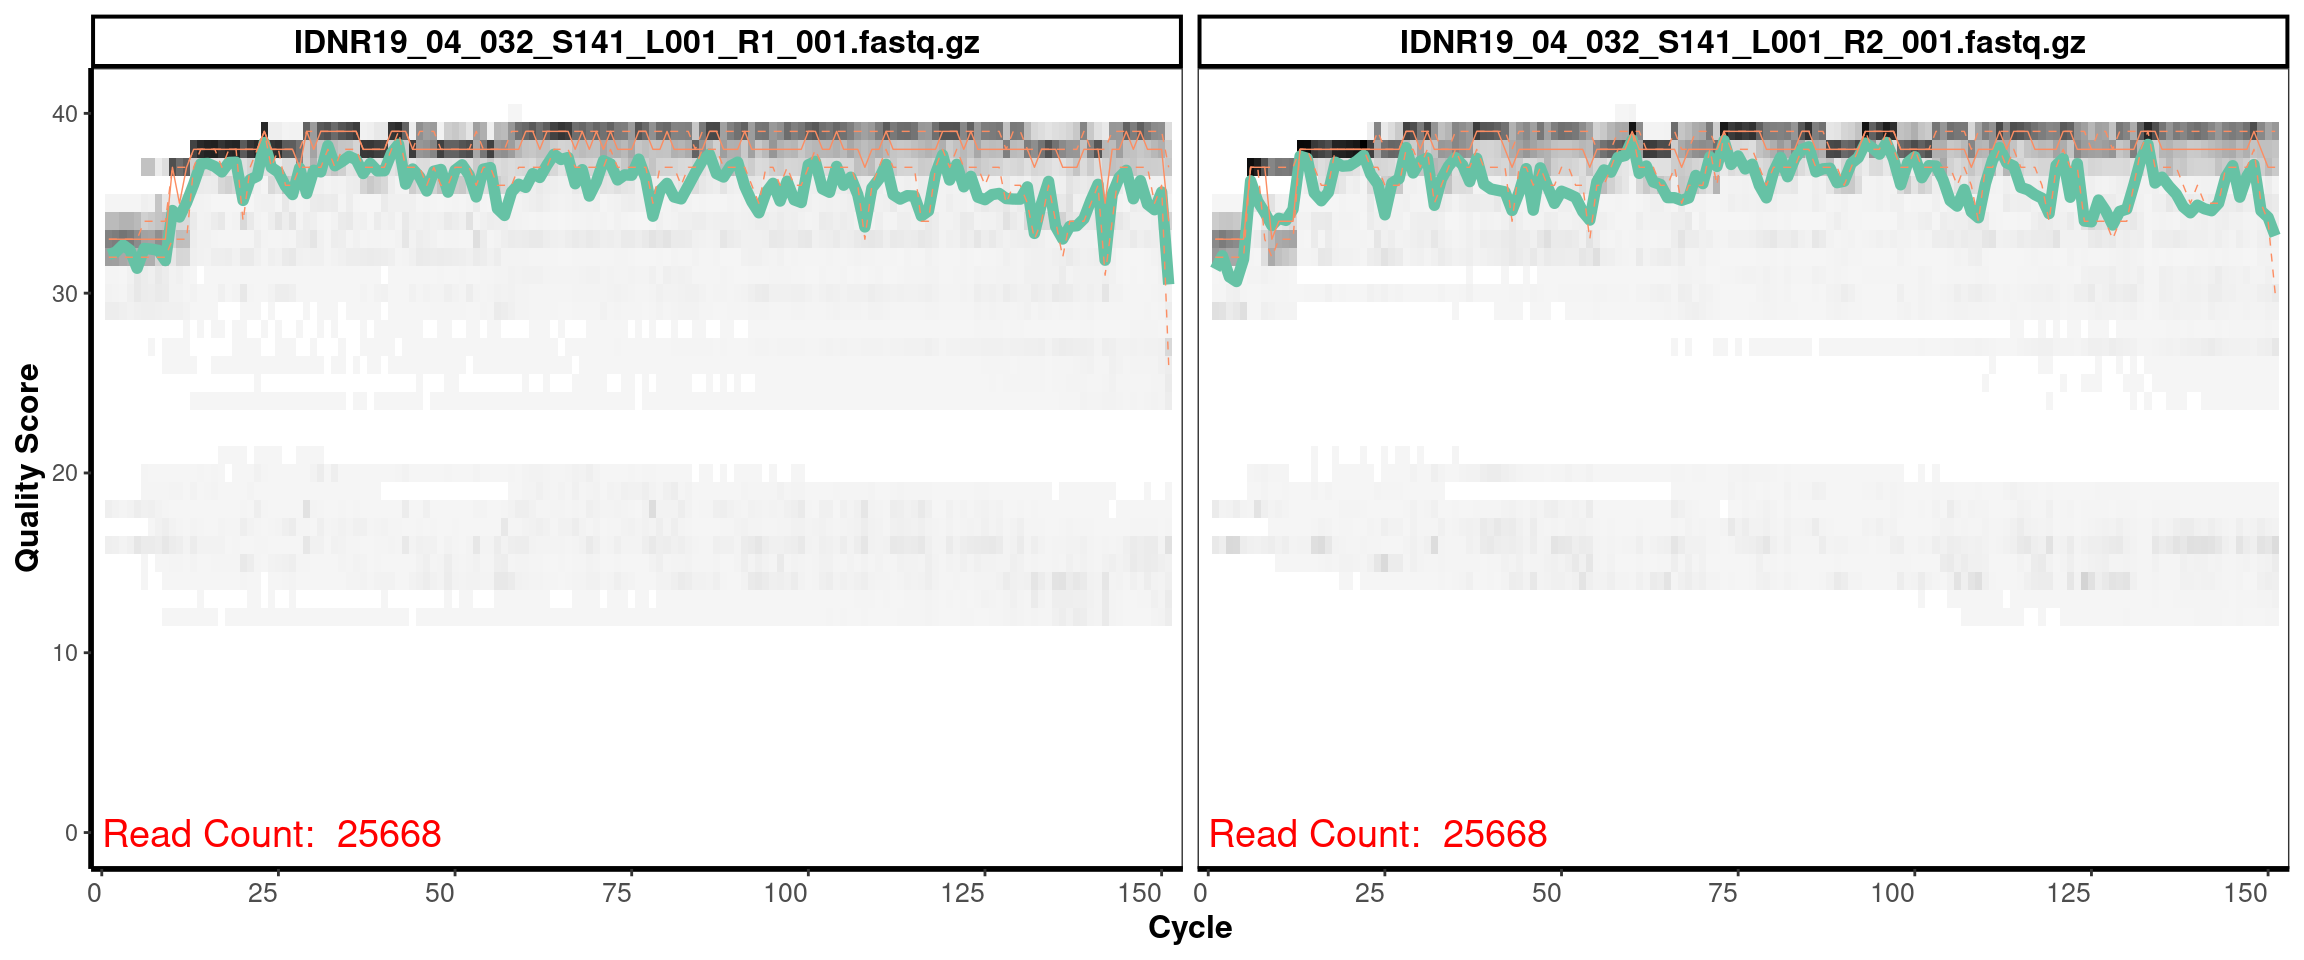 IDNR19_04_032_S141_L001_R1_001.fastq.gz
IDNR19_04_032_S141_L001_R2_001.fastq.gz
Quality Score
40
30
20
10
0
Read Count: 25668
Read Count: 25668
0 25 50 75 100 125 150
0 25 50 75 100 125 150
Cycle